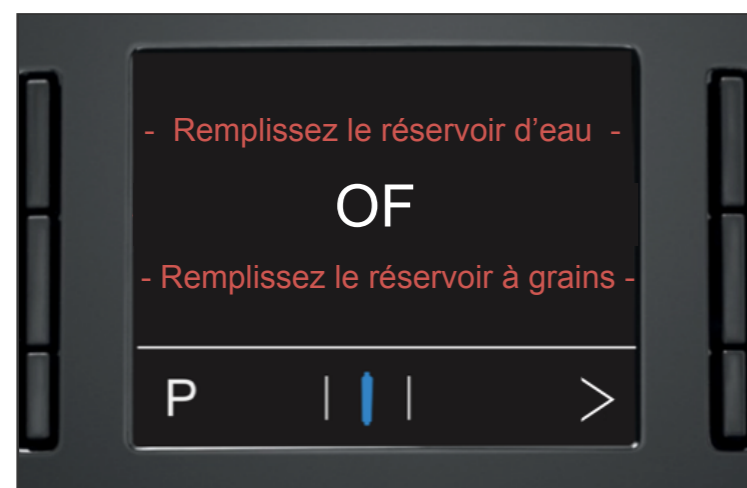 - Remplissez le réservoir d’eau -
OF
- Remplissez le réservoir à grains -
P | | >